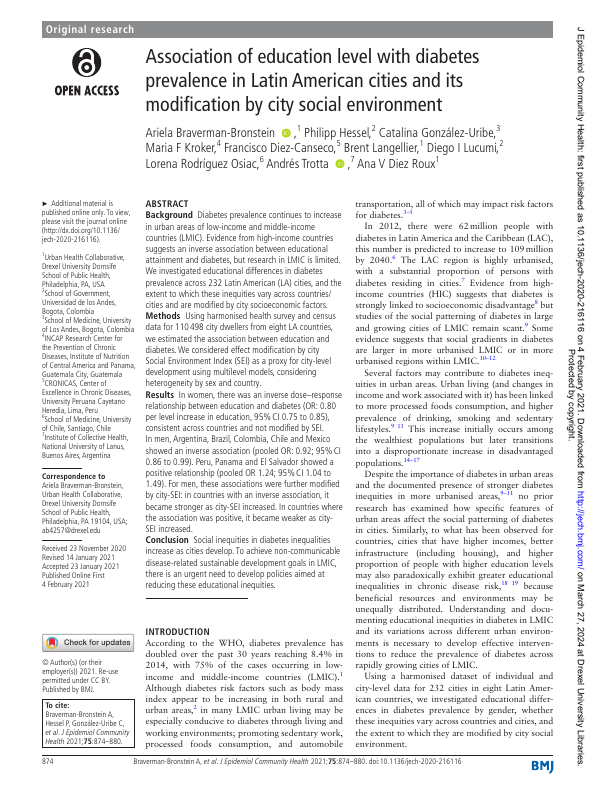 Original research
OPEN ACCESS
Association of education level with diabetes
prevalence in Latin American cities and its
modification by city social environment
Ariela Braverman-Bronstein ,1 Philipp Hessel,2 Catalina González-Uribe,3
Maria F Kroker,4 Francisco Diez-Canseco,5 Brent Langellier,1 Diego I Lucumi,2
Lorena Rodríguez Osiac,6 Andrés Trotta ,7 Ana V Diez Roux1
► Additional material is
published online only. To view,
please visit the journal online
(http://dx.doi.org/10.1136/
jech-2020-216116).
1Urban Health Collaborative,
Drexel University Dornsife
School of Public Health,
Philadelphia, PA, USA
2School of Government,
Universidad de los Andes,
Bogota, Colombia
3School of Medicine, University
of Los Andes, Bogota, Colombia
4INCAP Research Center for
the Prevention of Chronic
Diseases, Institute of Nutrition
of Central America and Panama,
Guatemala City, Guatemala
5CRONICAS, Center of
Excellence in Chronic Diseases,
University Peruana Cayetano
Heredia, Lima, Peru
6School of Medicine, University
of Chile, Santiago, Chile
7Institute of Collective Health,
National University of Lanus,
Buenos Aires, Argentina
Correspondence to
Ariela Braverman-Bronstein,
Urban Health Collaborative,
Drexel University Dornsife
School of Public Health,
Philadelphia, PA 19104, USA;
ab4257@drexel.edu
Received 23 November 2020
Revised 14 January 2021
Accepted 23 January 2021
Published Online First
4 February 2021
Check for updates
© Author(s) (or their
employer(s)) 2021. Re-use
permitted under CC BY.
Published by BMJ.
To cite:
Braverman-Bronstein A,
Hessel P, González-Uribe C,
et al. J Epidemiol Community
Health 2021;75:874–880.
ABSTRACT
Background Diabetes prevalence continues to increase
in urban areas of low-income and middle-income
countries (LMIC). Evidence from high-income countries
suggests an inverse association between educational
attainment and diabetes, but research in LMIC is limited.
We investigated educational differences in diabetes
prevalence across 232 Latin American (LA) cities, and the
extent to which these inequities vary across countries/
cities and are modified by city socioeconomic factors.
Methods Using harmonised health survey and census
data for 110 498 city dwellers from eight LA countries,
we estimated the association between education and
diabetes. We considered effect modification by city
Social Environment Index (SEI) as a proxy for city-level
development using multilevel models, considering
heterogeneity by sex and country.
Results In women, there was an inverse dose–response
relationship between education and diabetes (OR: 0.80
per level increase in education, 95% CI 0.75 to 0.85),
consistent across countries and not modified by SEI.
In men, Argentina, Brazil, Colombia, Chile and Mexico
showed an inverse association (pooled OR: 0.92; 95% CI
0.86 to 0.99). Peru, Panama and El Salvador showed a
positive relationship (pooled OR 1.24; 95% CI 1.04 to
1.49). For men, these associations were further modified
by city-SEI: in countries with an inverse association, it
became stronger as city-SEI increased. In countries where
the association was positive, it became weaker as city-
SEI increased.
Conclusion Social inequities in diabetes inequalities
increase as cities develop. To achieve non-communicable
disease-related sustainable development goals in LMIC,
there is an urgent need to develop policies aimed at
reducing these educational inequities.
INTRODUCTION
According to the WHO, diabetes prevalence has
doubled over the past 30 years reaching 8.4% in
2014, with 75% of the cases occurring in low-
income and middle-income countries (LMIC).1
Although diabetes risk factors such as body mass
index appear to be increasing in both rural and
urban areas,2 in many LMIC urban living may be
especially conducive to diabetes through living and
working environments; promoting sedentary work,
processed foods consumption, and automobile
transportation, all of which may impact risk factors
for diabetes.3–5
In 2012, there were 62 million people with
diabetes in Latin America and the Caribbean (LAC),
this number is predicted to increase to 109 million
by 2040.6 The LAC region is highly urbanised,
with a substantial proportion of persons with
diabetes residing in cities.7 Evidence from high-
income countries (HIC) suggests that diabetes is
strongly linked to socioeconomic disadvantage8 but
studies of the social patterning of diabetes in large
and growing cities of LMIC remain scant.9 Some
evidence suggests that social gradients in diabetes
are larger in more urbanised LMIC or in more
urbanised regions within LMIC.10–12
Several factors may contribute to diabetes ineq-
uities in urban areas. Urban living (and changes in
income and work associated with it) has been linked
to more processed foods consumption, and higher
prevalence of drinking, smoking and sedentary
lifestyles.9 13 This increase initially occurs among
the wealthiest populations but later transitions
into a disproportionate increase in disadvantaged
populations.14–17
Despite the importance of diabetes in urban areas
and the documented presence of stronger diabetes
inequities in more urbanised areas,9–11 no prior
research has examined how specific features of
urban areas affect the social patterning of diabetes
in cities. Similarly, to what has been observed for
countries, cities that have higher incomes, better
infrastructure (including housing), and higher
proportion of people with higher education levels
may also paradoxically exhibit greater educational
inequalities in chronic disease risk,18 19 because
beneficial resources and environments may be
unequally distributed. Understanding and docu-
menting educational inequities in diabetes in LMIC
and its variations across different urban environ-
ments is necessary to develop effective interven-
tions to reduce the prevalence of diabetes across
rapidly growing cities of LMIC.
Using a harmonised dataset of individual and
city-level data for 232 cities in eight Latin Amer-
ican countries, we investigated educational differ-
ences in diabetes prevalence by gender, whether
these inequities vary across countries and cities, and
the extent to which they are modified by city social
environment.
874
Braverman-Bronstein A, et al. J Epidemiol Community Health 2021;75:874–880. doi:10.1136/jech-2020-216116
BMJ
J Epidemiol Community Health: first published as 10.1136/jech-2020-216116 on 4 February 2021. Downloaded from http://jech.bmj.com/ on March 27, 2024 at Drexel University Libraries.
Protected by copyright.